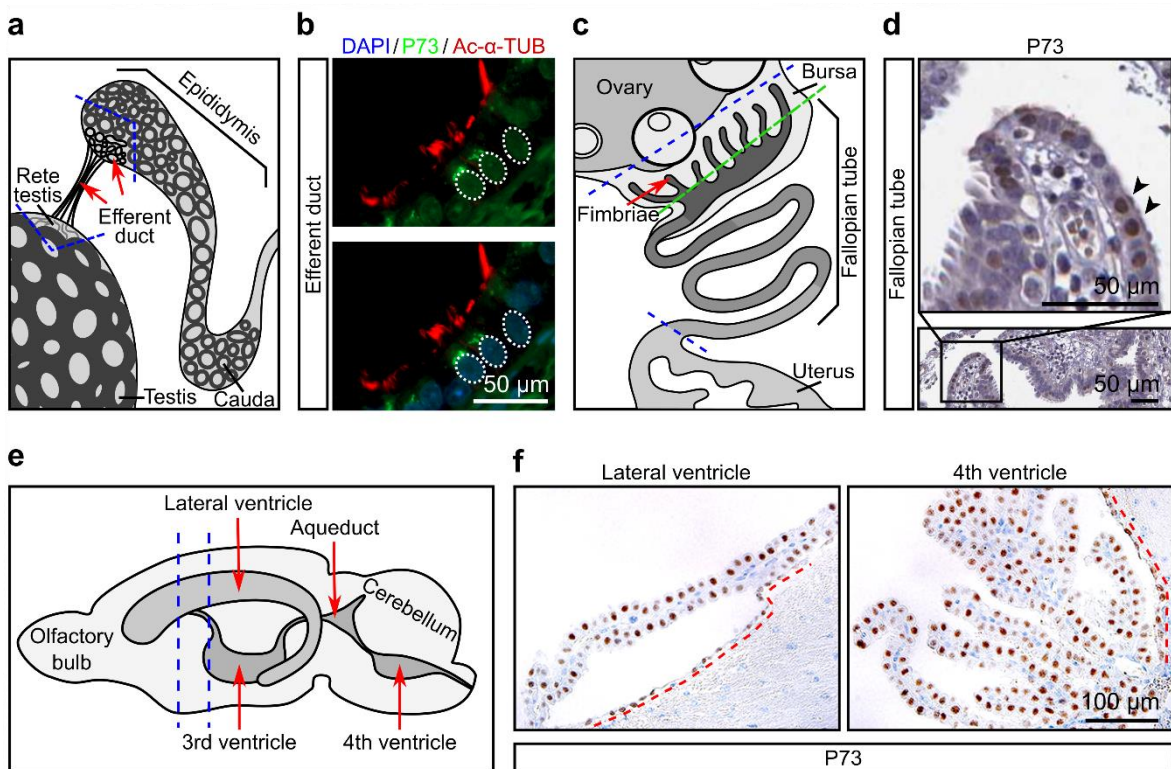 a
Epididymis
Rete
testis
Efferent
duct
Testis
Cauda
b
DAPI/P73/Ac-α-TUB
Efferent duct
50 µm
c
Ovary
Bursa
Fimbriae
Fallopian tube
Uterus
d
P73
Fallopian tube
50 µm
50 µm
e
Lateral ventricle
Aqueduct
Cerebellum
Olfactory
bulb
3rd ventricle
4th ventricle
f
Lateral ventricle
4th ventricle
100 µm
P73